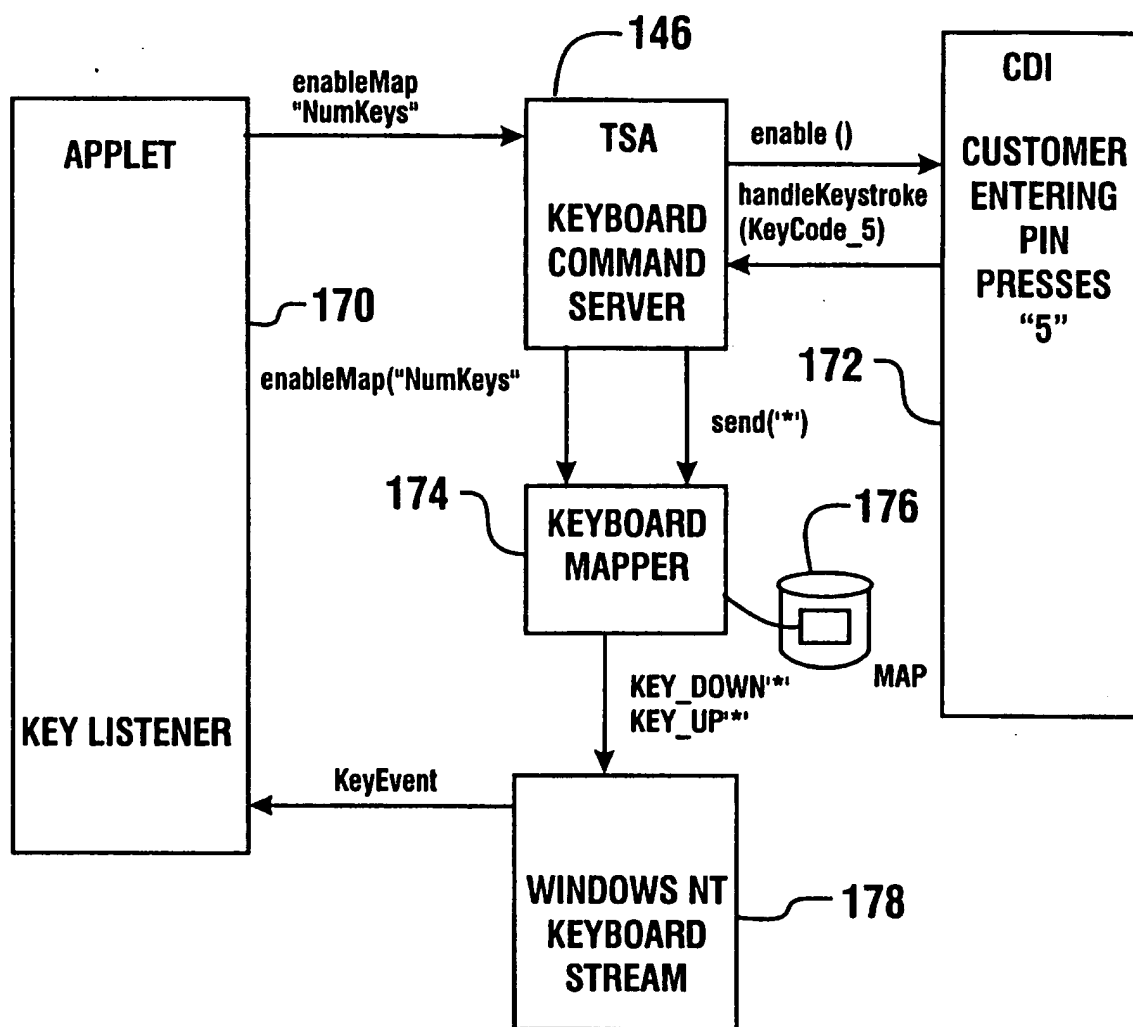 146
enableMap
"NumKeys"
APPLET
TSA
KEYBOARD
COMMAND
SERVER
enable ()
handleKeystroke
(KeyCode_5)
CDI
CUSTOMER
ENTERING
PIN
PRESSES
“5”
170
172
enableMap("NumKeys"
send('*')
174
KEYBOARD
MAPPER
176
MAP
KEY_DOWN'*'
KEY_UP'*'
KEY LISTENER
KeyEvent
WINDOWS NT
KEYBOARD
STREAM
178